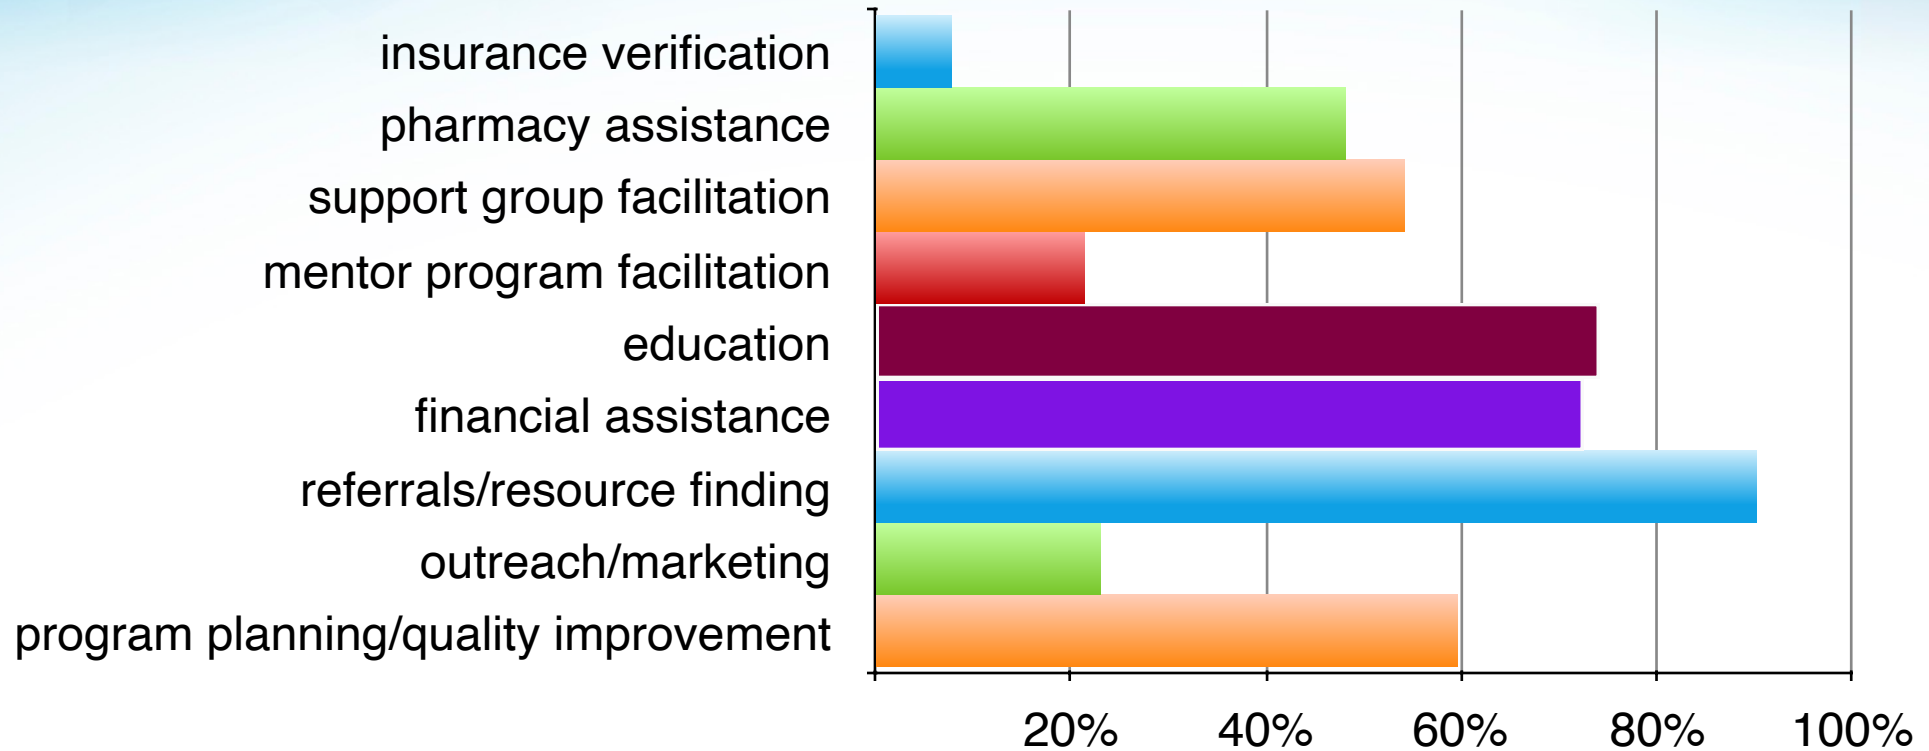 insurance verification
pharmacy assistance
support group facilitation
mentor program facilitation
education
financial assistance
referrals/resource finding
outreach/marketing
program planning/quality improvement
20% 40% 60% 80% 100%